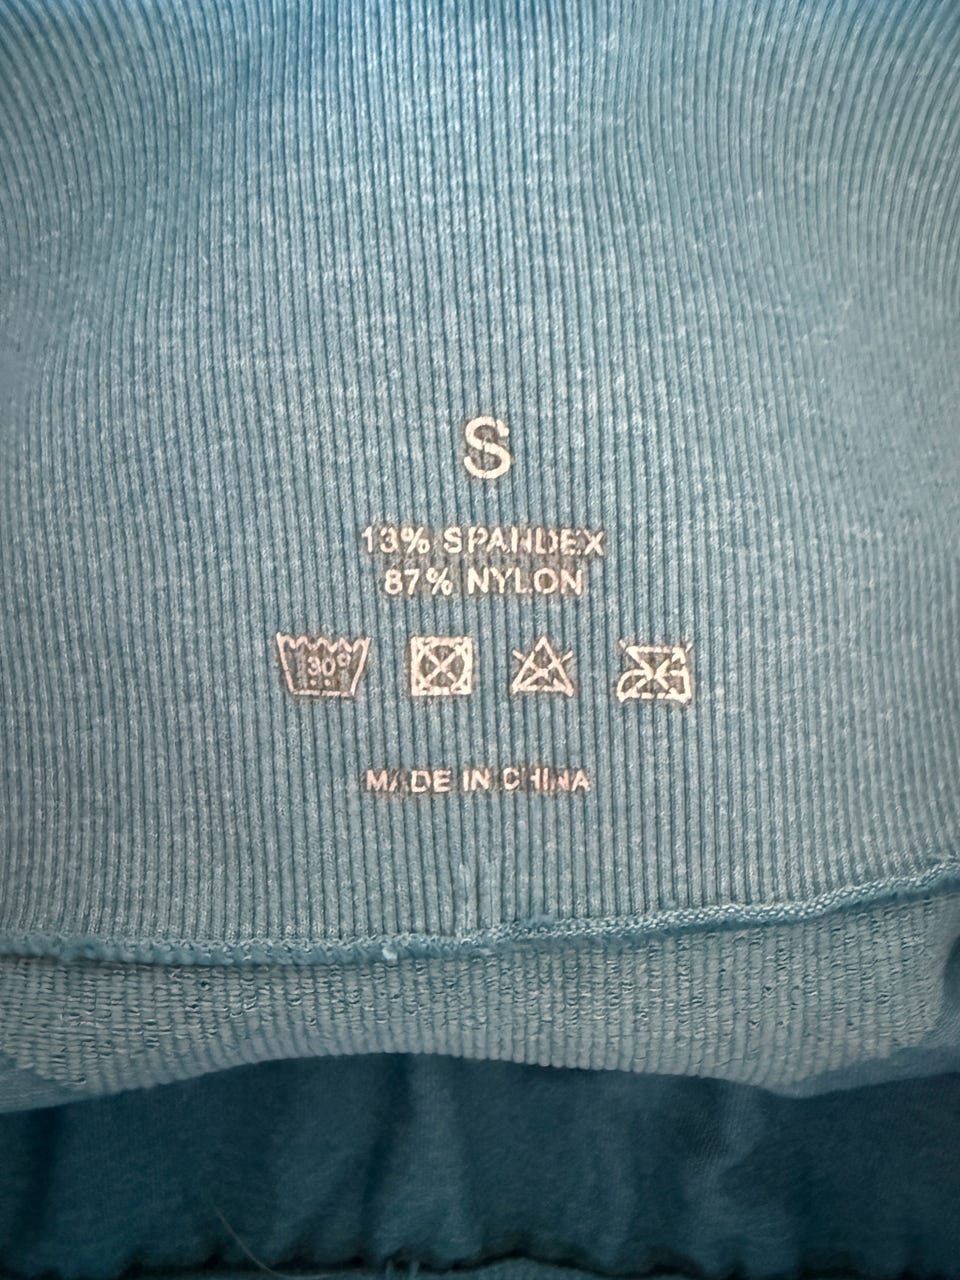 S
13% SPANDEX
87% NYLON
30°
MADE IN CHINA